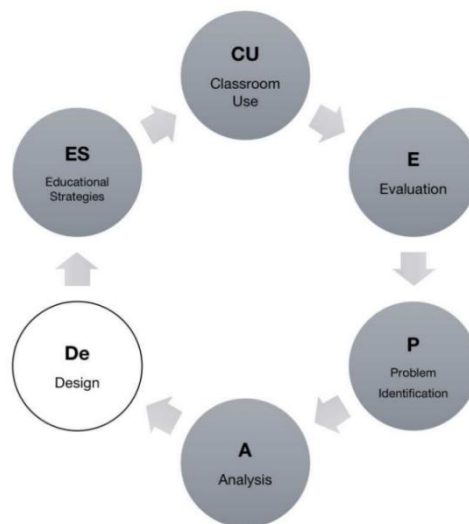 CU
Classroom
Use
E
Evaluation
P
Problem
Identification
A
Analysis
De
Design
ES
Educational
Strategies